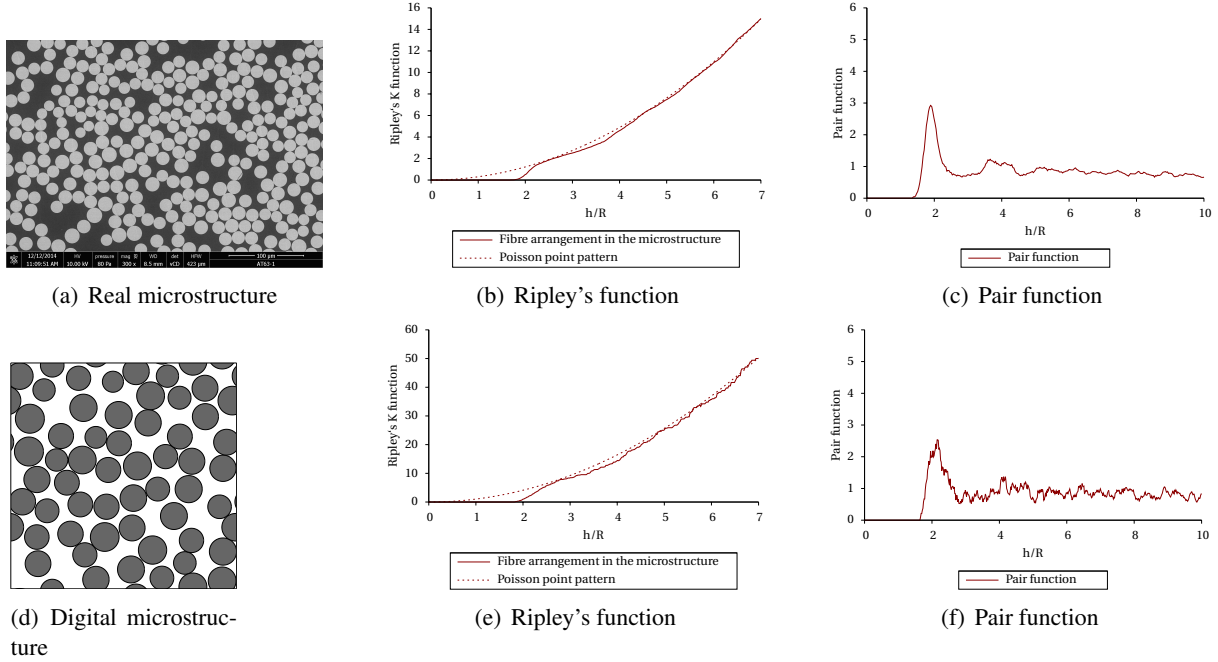 12/12/2014 HV pressure mag WD det HFW 100 µm
11:09:51 AM 10.00 kV 80 Pa 300 x 8.5 mm vCD 423 µm AT63-1
(a) Real microstructure
16
14
12
10
8
6
4
2
0
Ripley's K function
0 1 2 3 4 5 6 7
h/R
Fibre arrangement in the microstructure
Poisson point pattern
(b) Ripley's function
6
5
4
3
2
1
0
Pair function
0 2 4 6 8 10
h/R
Pair function
(c) Pair function
(d) Digital microstruc-
ture
60
50
40
30
20
10
0
Ripley's K function
0 1 2 3 4 5 6 7
h/R
Fibre arrangement in the microstructure
Poisson point pattern
(e) Ripley's function
6
5
4
3
2
1
0
Pair function
0 2 4 6 8 10
h/R
Pair function
(f) Pair function